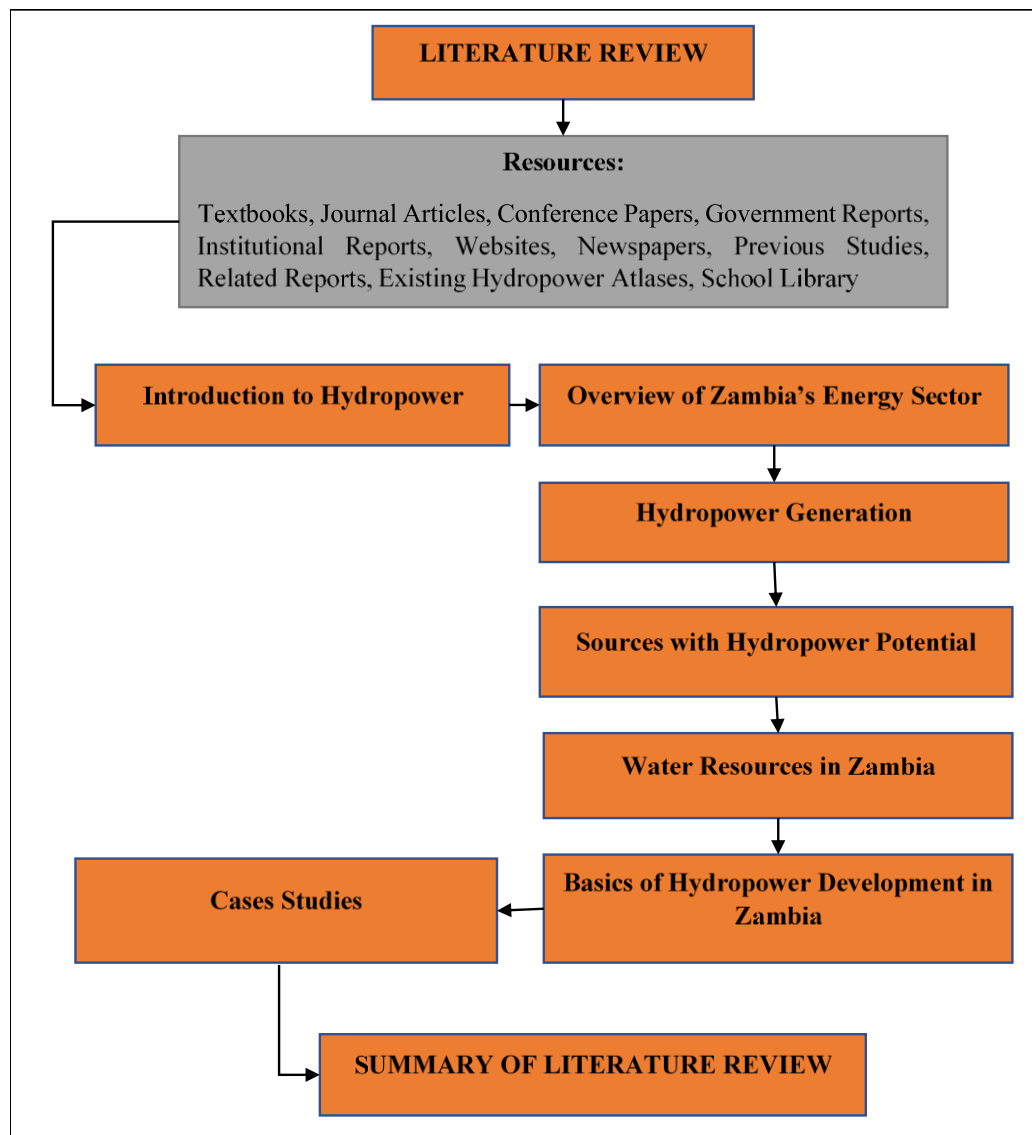 LITERATURE REVIEW
Resources:
Textbooks, Journal Articles, Conference Papers, Government Reports,
Institutional Reports, Websites, Newspapers, Previous Studies,
Related Reports, Existing Hydropower Atlases, School Library
Introduction to Hydropower
Overview of Zambia’s Energy Sector
Hydropower Generation
Sources with Hydropower Potential
Water Resources in Zambia
Basics of Hydropower Development in
Zambia
Cases Studies
SUMMARY OF LITERATURE REVIEW